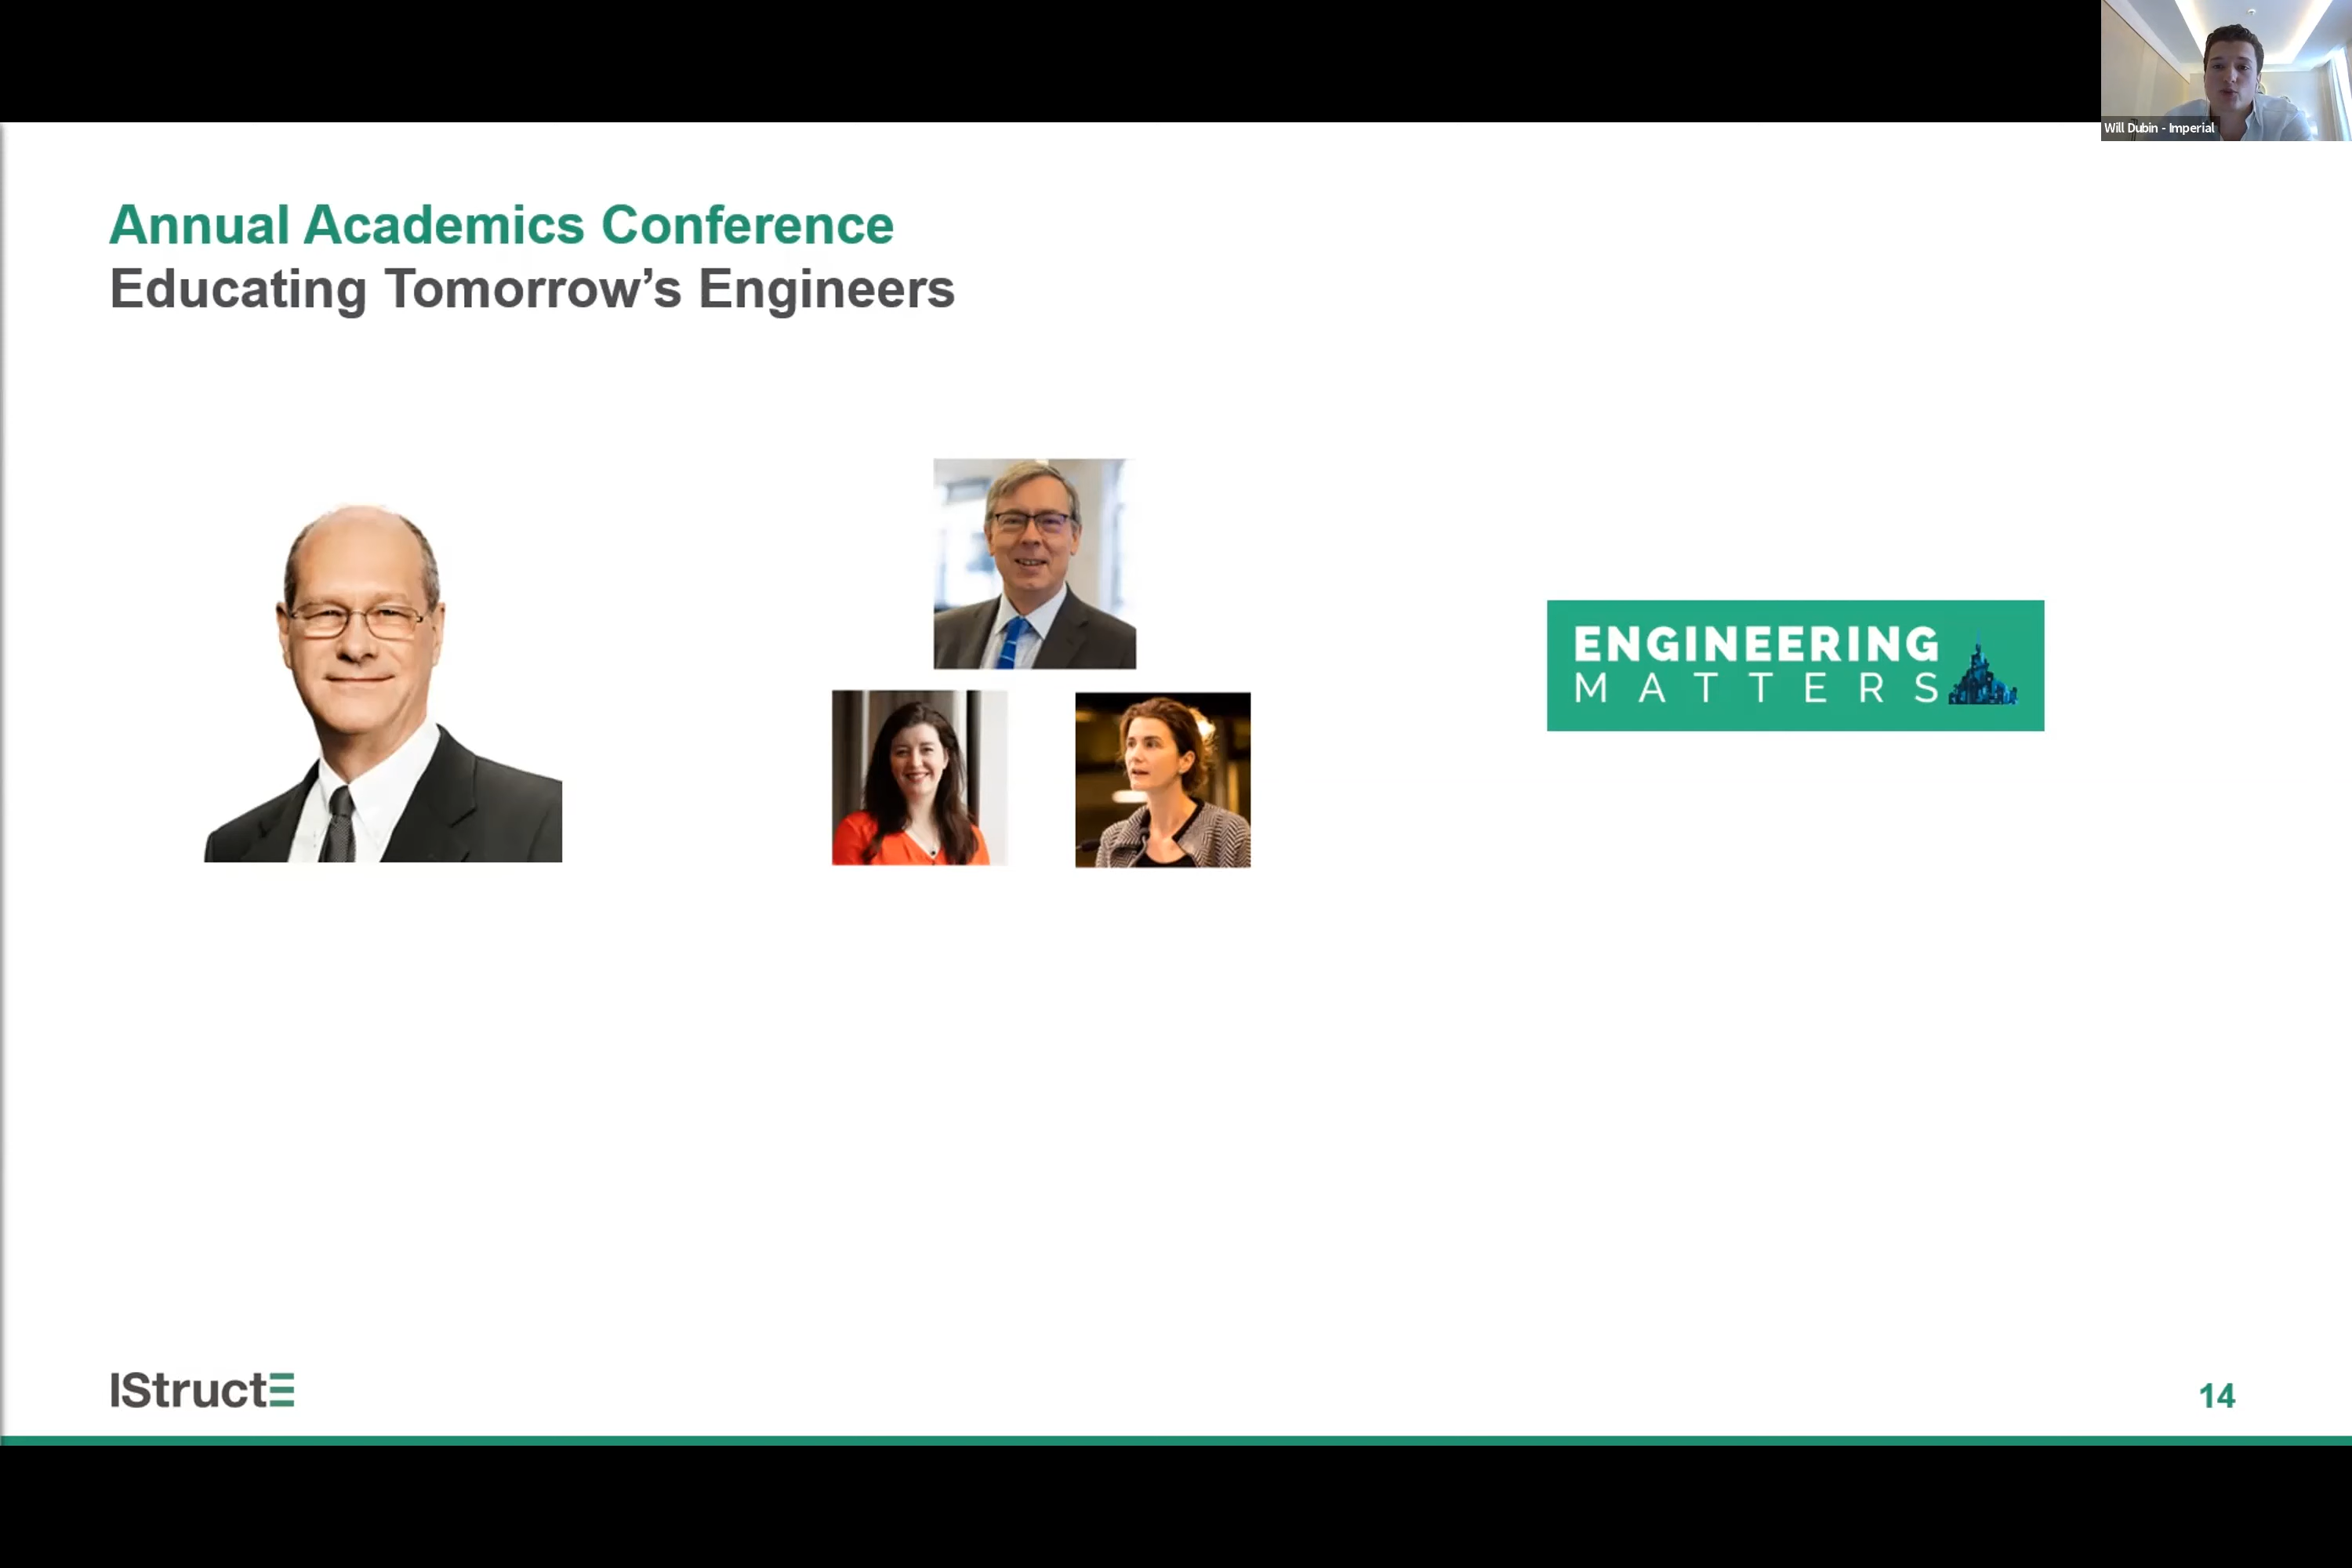 Will Dubin - Imperial
Annual Academics Conference
Educating Tomorrow’s Engineers
ENGINEERING
MATTERS
IStructE
14